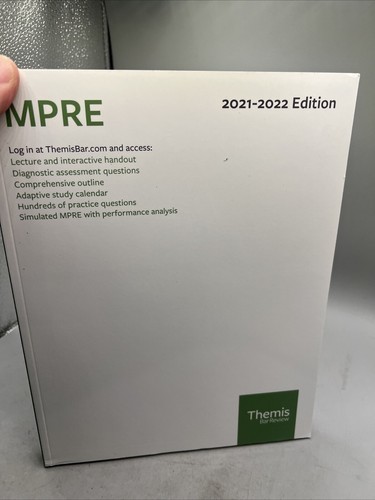 MPRE
2021-2022 Edition
Log in at ThemisBar.com and access:
Lecture and interactive handout
Diagnostic assessment questions
Comprehensive outline
Adaptive study calendar
Hundreds of practice questions
Simulated MPRE with performance analysis
Themis
Bar Review